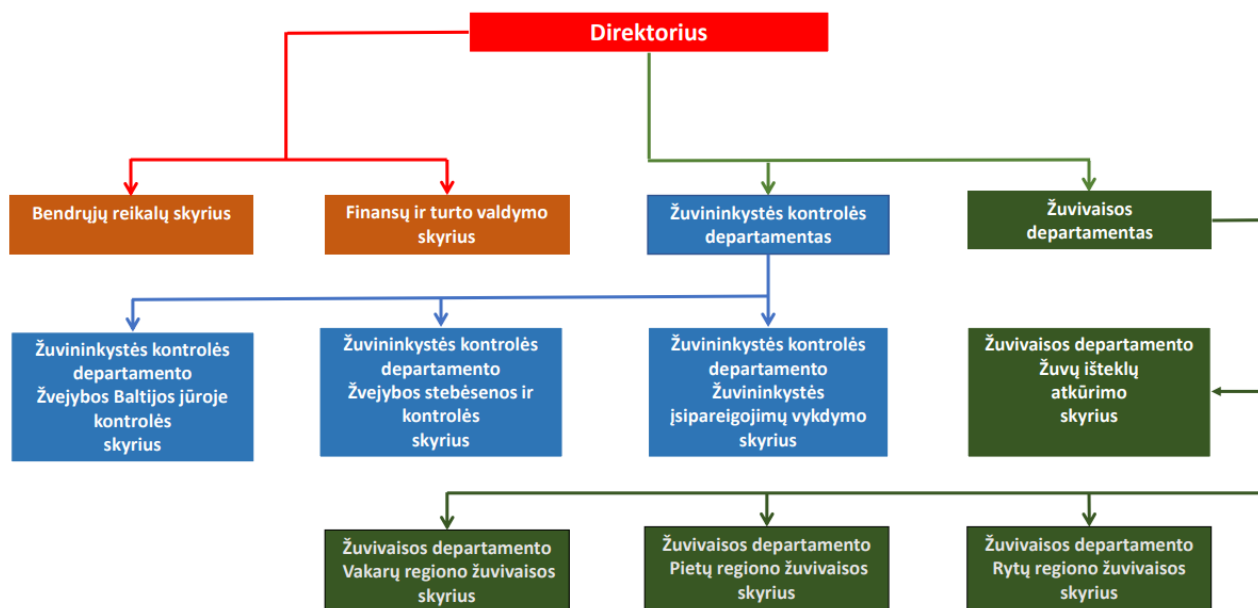 Direktorius
Bendrųjų reikalų skyrius
Finansų ir turto valdymo
skyrius
Žuvininkystės kontrolės
departamentas
Žuvivaisos
departamentas
Žuvininkystės kontrolės
departamento
Žvejybos Baltijos jūroje
kontrolės
skyrius
Žuvininkystės kontrolės
departamento
Žvejybos stebėsenos ir
kontrolės
skyrius
Žuvininkystės kontrolės
departamento
Žuvininkystės
įsipareigojimų vykdymo
skyrius
Žuvivaisos departamento
Žuvų išteklų
atkūrimo
skyrius
Žuvivaisos departamento
Vakarų regiono žuvivaisos
skyrius
Žuvivaisos departamento
Pietų regiono žuvivaisos
skyrius
Žuvivaisos departamento
Rytų regiono žuvivaisos
skyrius